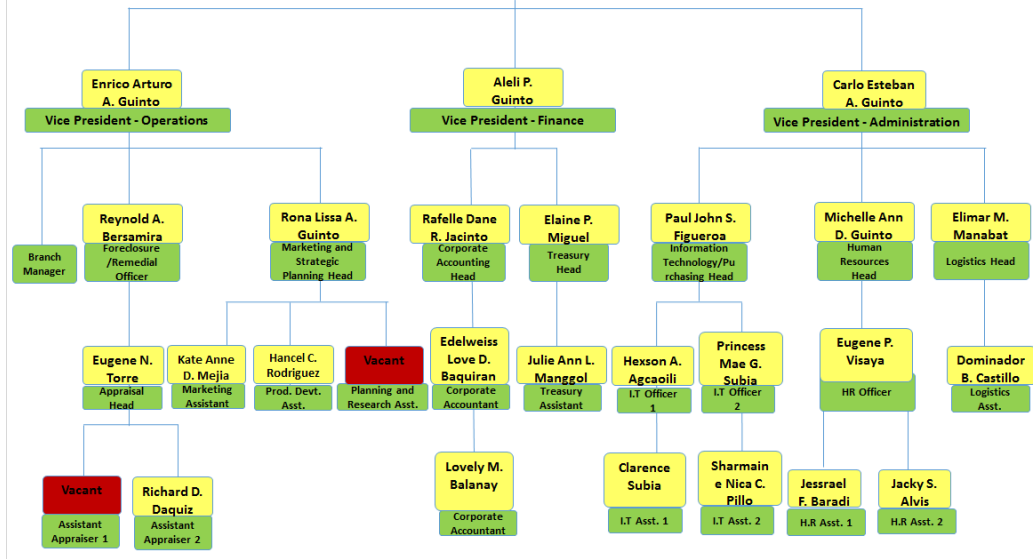 Enrico Arturo
A. Guinto
Vice President - Operations
Aleli P.
Guinto
Vice President - Finance
Carlo Esteban
A. Guinto
Vice President - Administration
Branch
Manager
Reynold A.
Bersamira
Foreclosure
/Remedial
Officer
Rona Lissa A.
Guinto
Marketing and
Strategic
Planning Head
Rafelle Dane
R. Jacinto
Corporate
Accounting
Head
Elaine P.
Miguel
Treasury
Head
Paul John S.
Figueroa
Information
Technology/Pu
rchasing Head
Michelle Ann
D. Guinto
Human
Resources
Head
Elimar M.
Manabat
Logistics Head
Eugene N.
Torre
Appraisal
Head
Kate Anne
D. Mejia
Marketing
Assistant
Hancel C.
Rodriguez
Prod. Devt.
Asst.
Vacant
Planning and
Research Asst.
Edelweiss
Love D.
Baquiran
Corporate
Accountant
Julie Ann L.
Manggol
Treasury
Assistant
Hexson A.
Agcaoili
I.T Officer
1
Princess
Mae G.
Subia
I.T Officer
2
Eugene P.
Visaya
HR Officer
Dominador
B. Castillo
Logistics
Asst.
Vacant
Assistant
Appraiser 1
Richard D.
Daquiz
Assistant
Appraiser 2
Lovely M.
Balanay
Corporate
Accountant
Clarence
Subia
I.T Asst. 1
Sharmain
e Nica C.
Pillo
I.T Asst. 2
Jessrael
F. Baradi
H.R Asst. 1
Jacky S.
Alvis
H.R Asst. 2